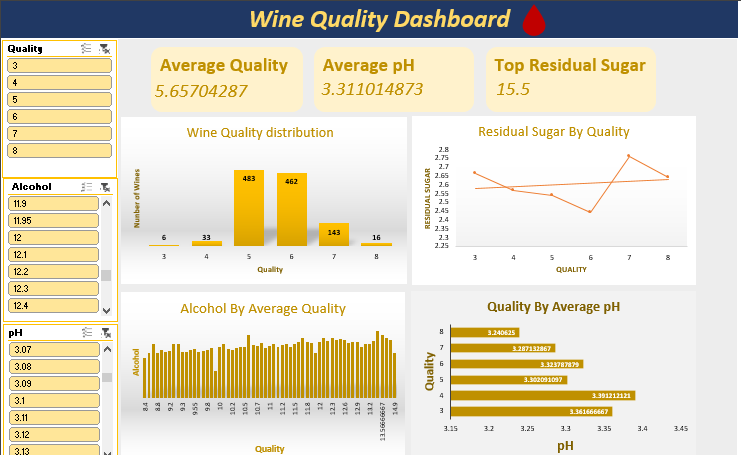 Wine Quality Dashboard
Quality
3
4
5
6
7
8
Alcohol
11.9
11.95
12
12.1
12.2
12.3
12.4
pH
3.07
3.08
3.09
3.1
3.11
3.12
3.13
Average Quality
5.65704287
Average pH
3.311014873
Top Residual Sugar
15.5
Wine Quality distribution
Nunber of Wines
6
33
483
462
143
16
3 4 5 6 7 8
Quality
Residual Sugar By Quality
RESIDUAL SUGAR
2.8
2.75
2.7
2.65
2.6
2.55
2.5
2.45
2.4
2.35
2.3
2.25
3 4 5 6 7 8
QUALITY
Alcohol By Average Quality
Alcohol
8.4 8.8 9.2 9.3 9.55 9.8 10 10.2 10.5 10.7 11 11.2 11.5 11.8 12 12.3 12.6 12.9 13.2 13.56666667 14.9
Quality
Quality By Average pH
Quality
8 3.240625
7 3.287132867
6 3.323787879
5 3.302091097
4 3.391212121
3 3.361666667
3.15 3.2 3.25 3.3 3.35 3.4 3.45
pH